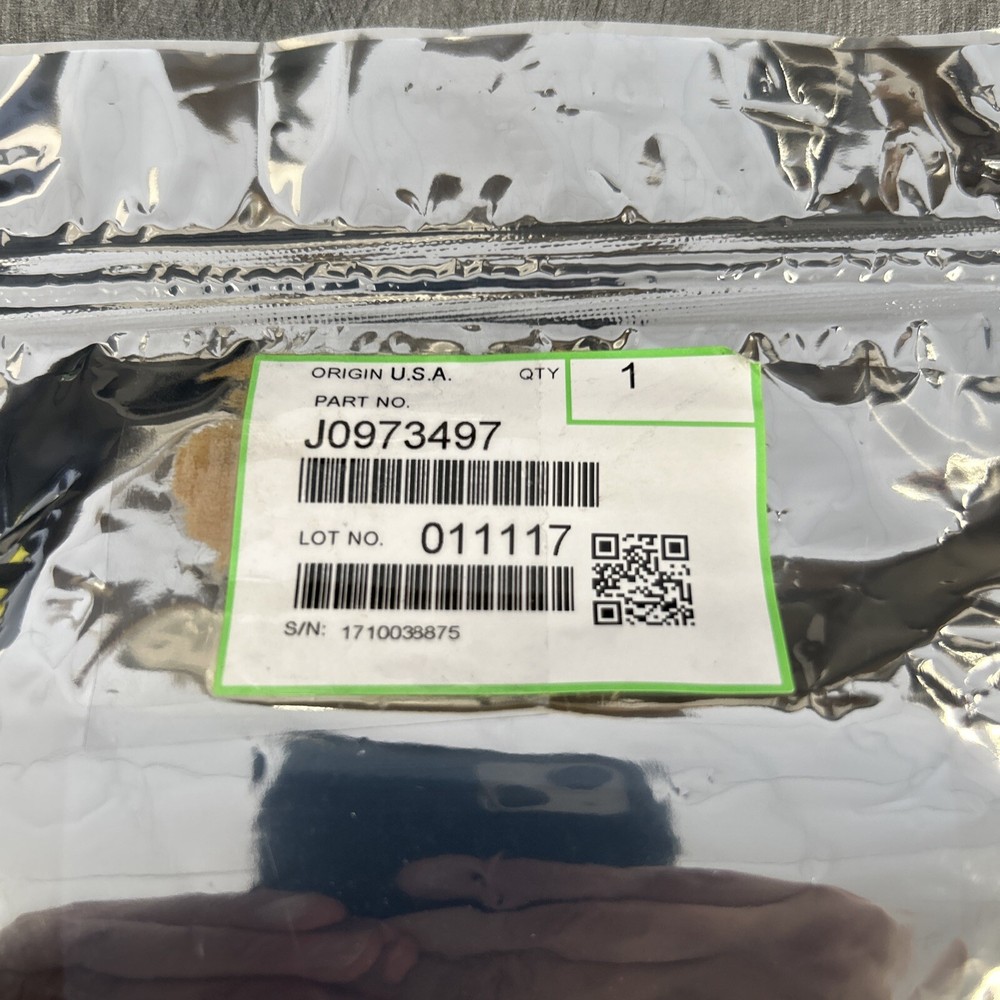 ORIGIN U.S.A. QTY 1
PART NO.
J0973497
LOT NO. 011117
S/N: 1710038875